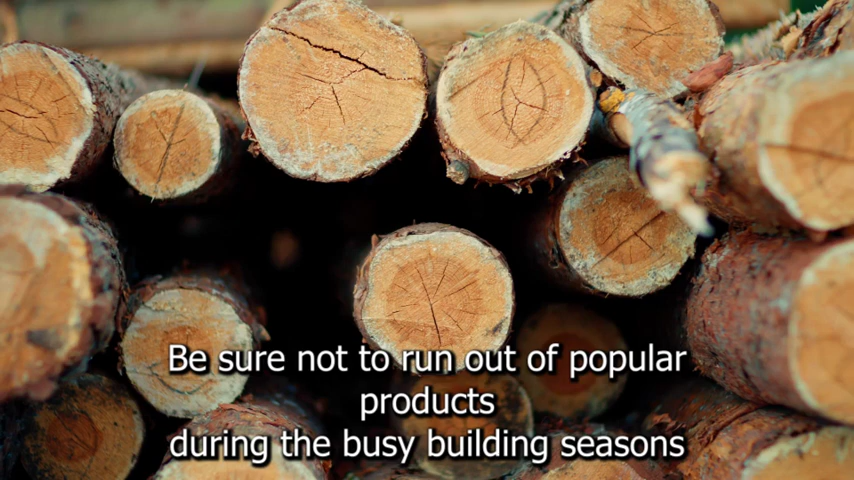 Be sure not to run out of popular
products
during the busy building seasons